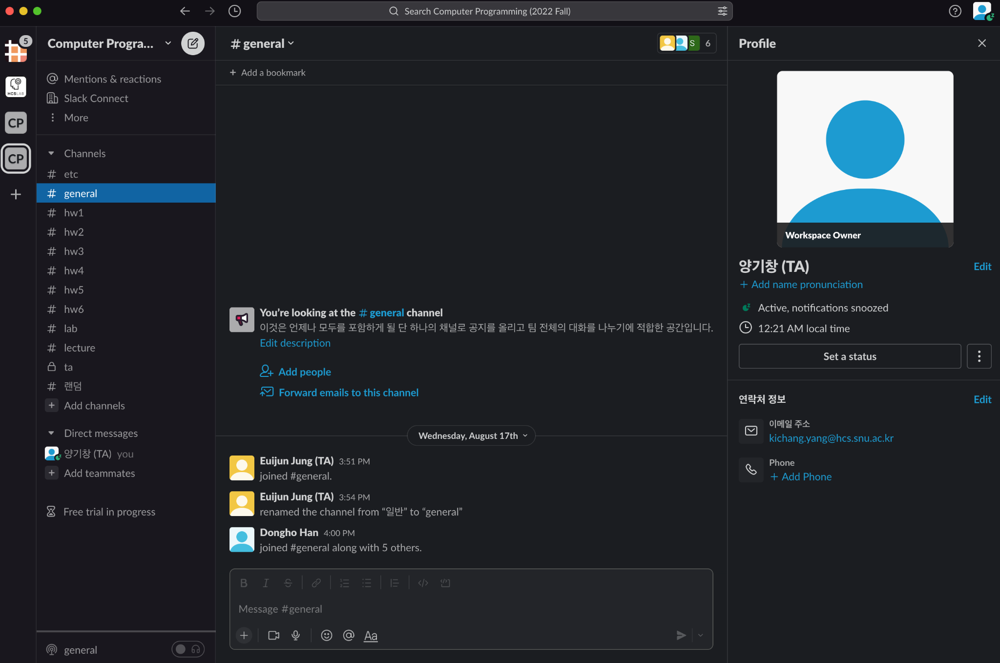 Search Computer Programming (2022 Fall)
5
HCSLAB
CP
CP
Computer Progra...
Mentions & reactions
Slack Connect
More
Channels
# etc
# general
# hw1
# hw2
# hw3
# hw4
# hw5
# hw6
# lab
# lecture
ta
# 랜덤
+ Add channels
Direct messages
양기창 (TA) you
+ Add teammates
Free trial in progress
general
# general
S 6
+ Add a bookmark
You're looking at the # general channel
이것은 언제나 모두를 포함하게 될 단 하나의 채널로 공지를 올리고 팀 전체의 대화를 나누기에 적합한 공간입니다.
Edit description
Add people
Forward emails to this channel
Wednesday, August 17th
Euijun Jung (TA) 3:51 PM
joined #general.
Euijun Jung (TA) 3:54 PM
renamed the channel from “일반” to “general”
Dongho Han 4:00 PM
joined #general along with 5 others.
B I S
Message #general
Aa
Profile
Workspace Owner
양기창 (TA) Edit
+ Add name pronunciation
Active, notifications snoozed
12:21 AM local time
Set a status
연락처 정보 Edit
이메일 주소
kichang.yang@hcs.snu.ac.kr
Phone
+ Add Phone